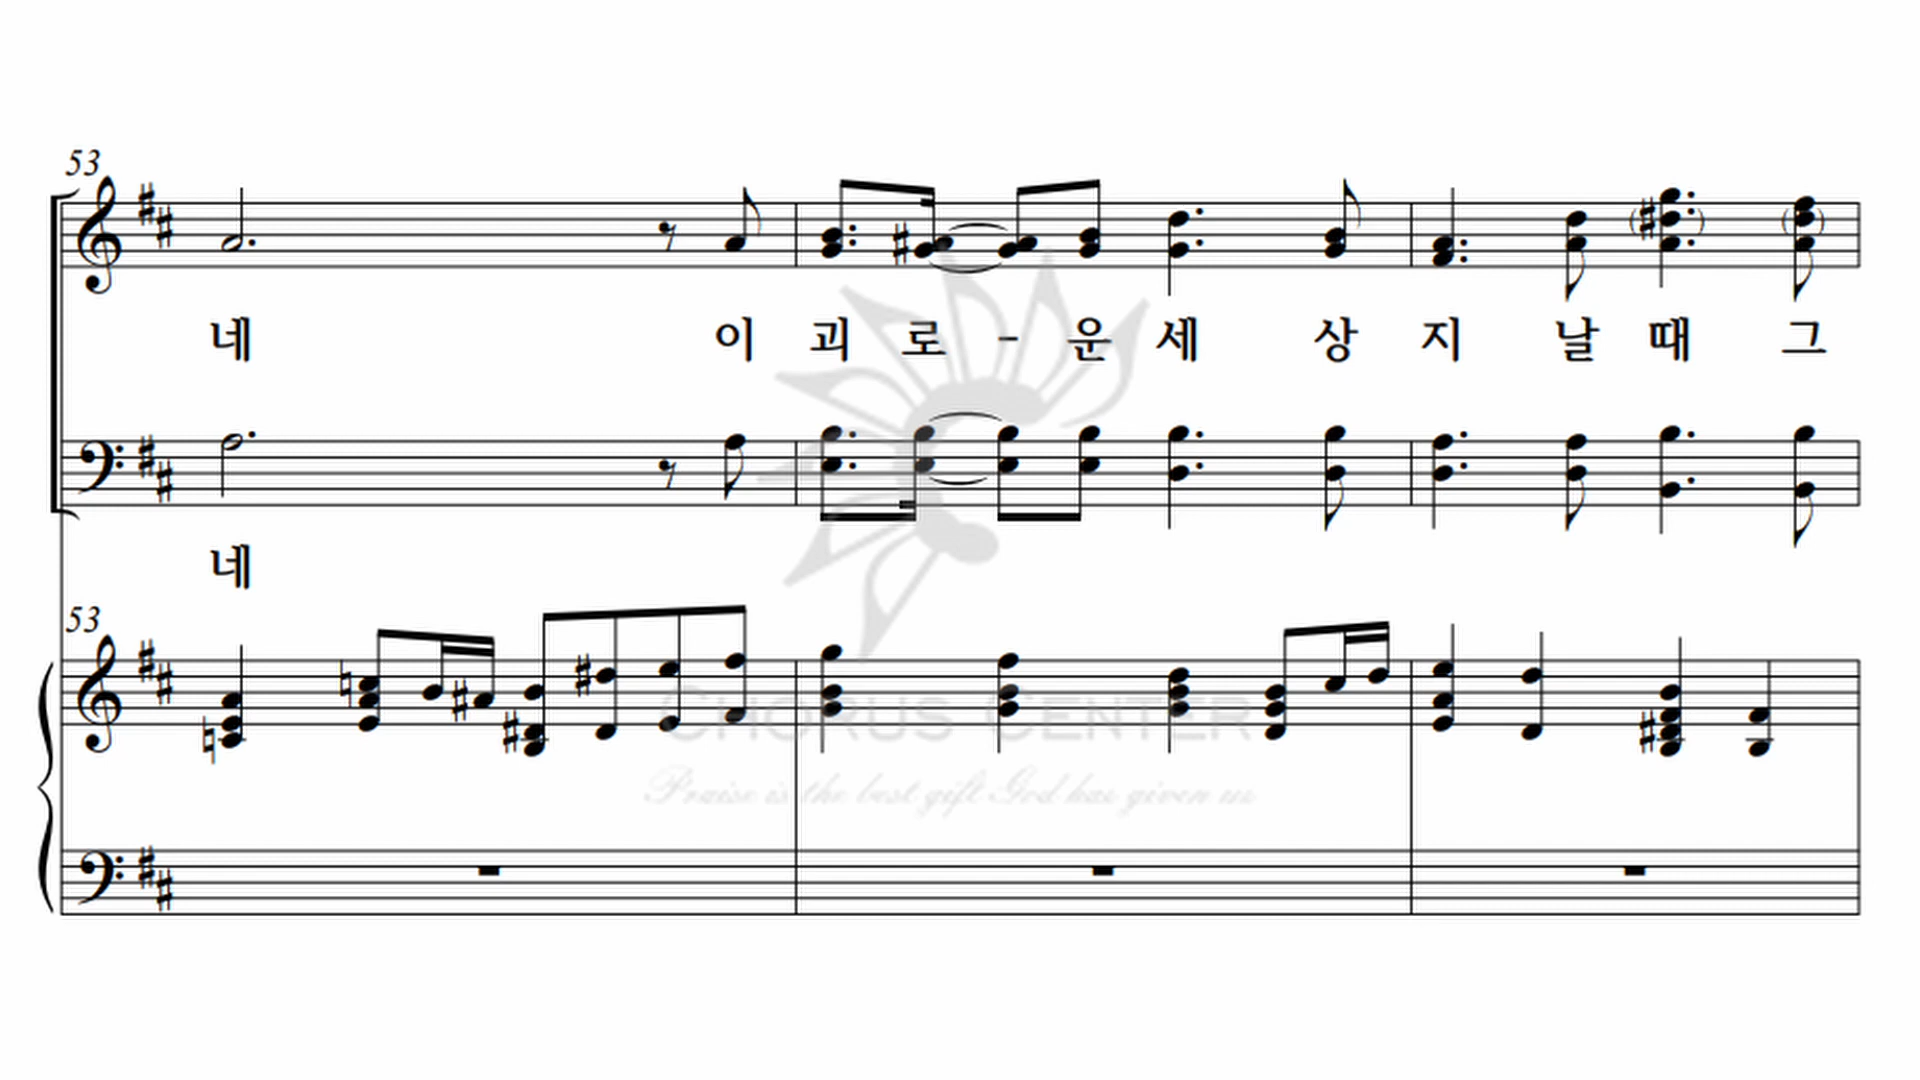 53
네 이 괴 로 - 운 세 상 지 날 때 그
네
53
CHORUS CENTER
Praise is the best gift God has given us